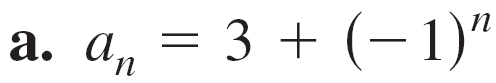 a. aₙ = 3 + (−1)ⁿ